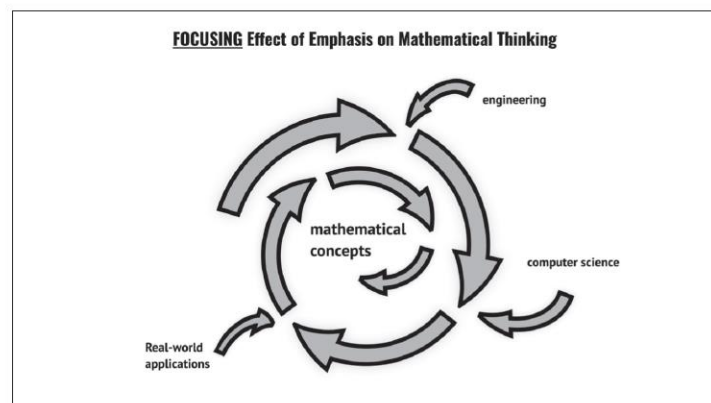 FOCUSING Effect of Emphasis on Mathematical Thinking
engineering
mathematical
concepts
computer science
Real-world
applications